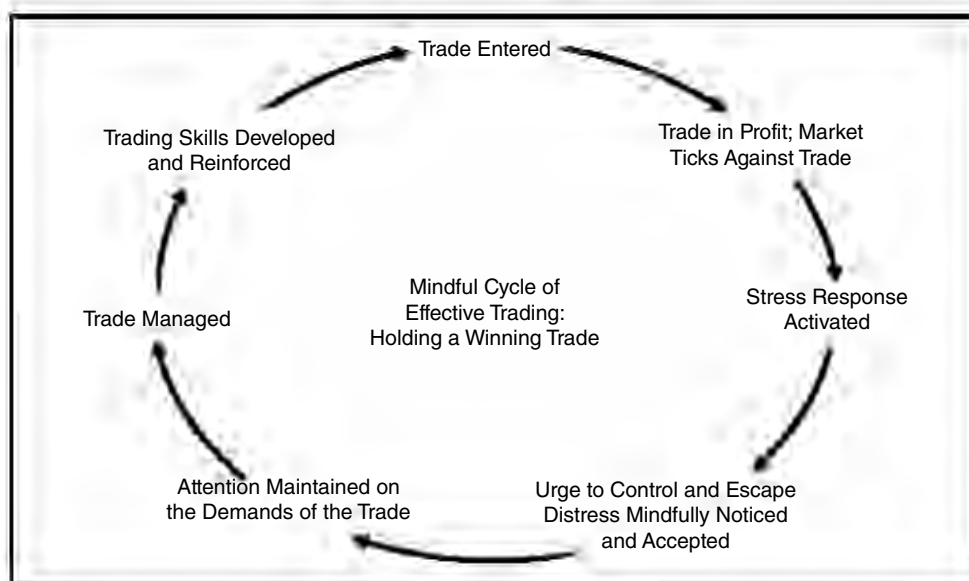 Trade Entered
Trade in Profit; Market
Ticks Against Trade
Stress Response
Activated
Urge to Control and Escape
Distress Mindfully Noticed
and Accepted
Attention Maintained on
the Demands of the Trade
Trade Managed
Trading Skills Developed
and Reinforced
Mindful Cycle of
Effective Trading:
Holding a Winning Trade